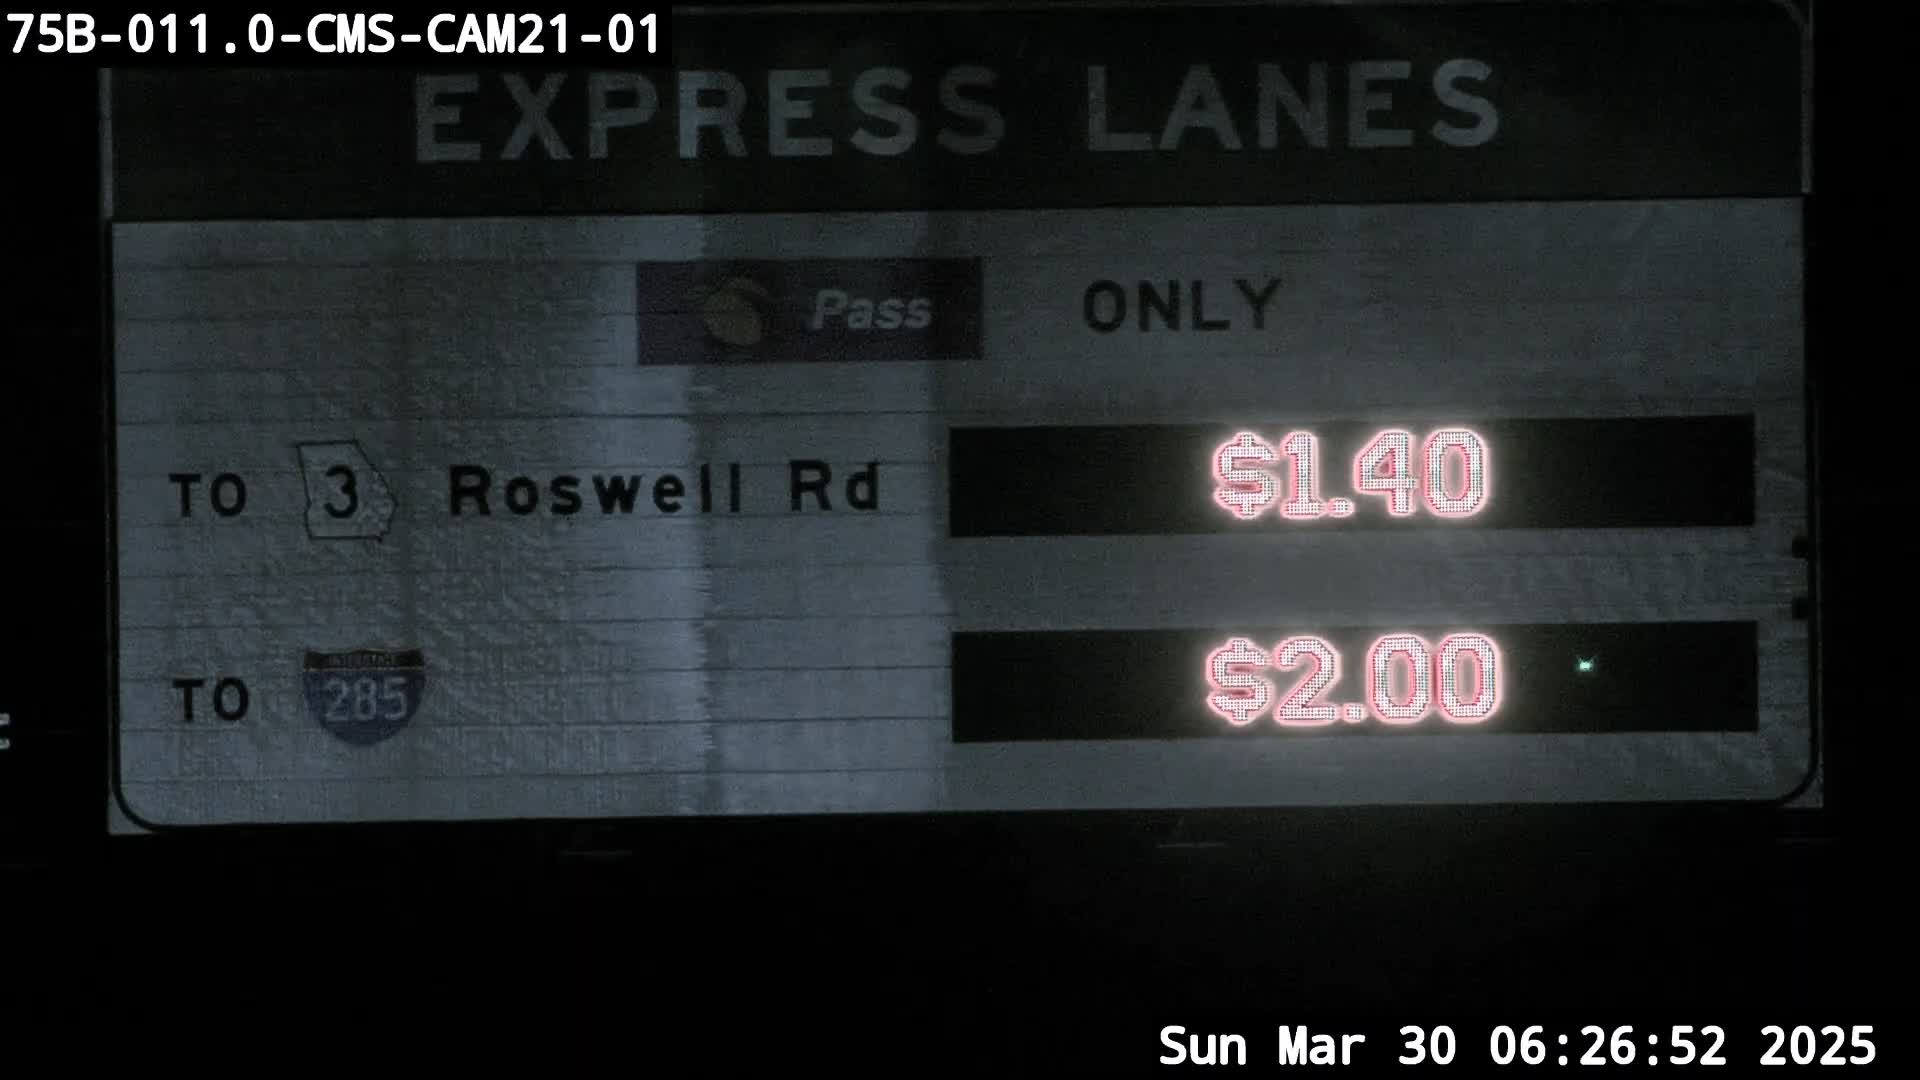 75B-011.0-CMS-CAM21-01
EXPRESS LANES
Pass ONLY
TO 3 Roswell Rd $1.40
TO INTERSTATE 285 $2.00
Sun Mar 30 06:26:52 2025